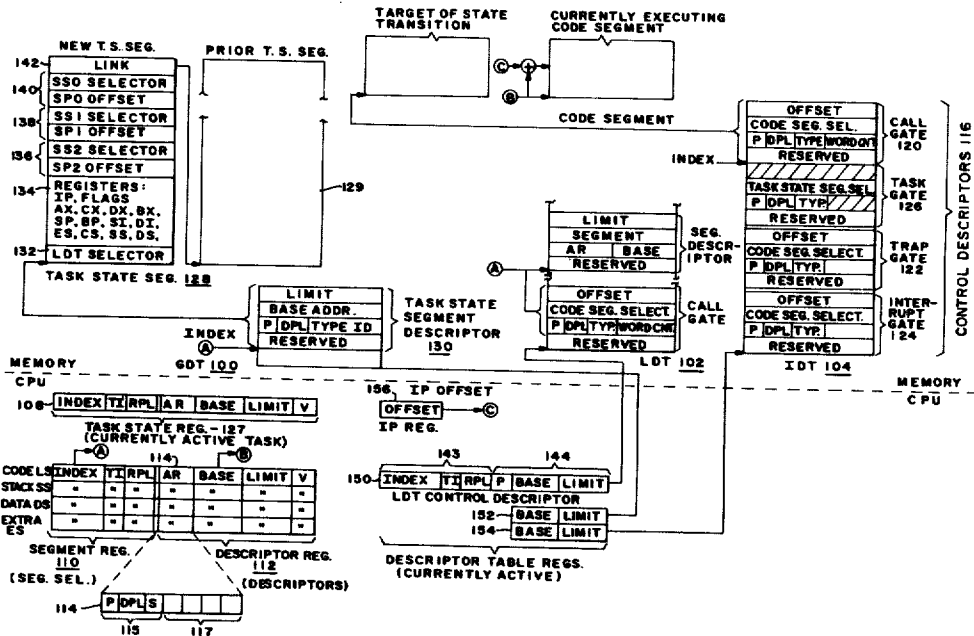 TARGET OF STATE
TRANSITION
CURRENTLY EXECUTING
CODE SEGMENT
NEW T.S. SEG.
PRIOR T. S. SEG.
142
LINK
140
SS0 SELECTOR
SP0 OFFSET
138
SS1 SELECTOR
SP1 OFFSET
136
SS2 SELECTOR
SP2 OFFSET
134
REGISTERS:
IP, FLAGS
AX, CX, DX, BX,
SP, BP, SI, DI,
ES, CS, SS, DS,
132
LDT SELECTOR
TASK STATE SEG. 128
129
C
+
B
CODE SEGMENT
INDEX
OFFSET
CODE SEG. SEL.
P DPL TYPE WORD CNT
RESERVED
CALL
GATE
120
TASK STATE SEG. SEL.
P DPL TYP.
RESERVED
TASK
GATE
126
OFFSET
CODE SEG. SELECT.
P DPL TYP.
RESERVED
TRAP
GATE
122
OFFSET
CODE SEG. SELECT.
P DPL TYP.
RESERVED
INTER-
RUPT
GATE
124
IDT 104
CONTROL DESCRIPTORS 116
LIMIT
SEGMENT
AR BASE
RESERVED
SEG.
DESCR-
IPTOR
A
OFFSET
CODE SEG. SELECT.
P DPL TYP. WORD CNT.
RESERVED
CALL
GATE
LDT 102
LIMIT
BASE ADDR.
P DPL TYPE ID
RESERVED
TASK STATE
SEGMENT
DESCRIPTOR
130
INDEX
A
GDT 100
MEMORY
CPU
MEMORY
CPU
108
INDEX TI RPL AR BASE LIMIT V
TASK STATE REG.-127
(CURRENTLY ACTIVE TASK)
156
IP OFFSET
OFFSET
C
IP REG.
A
114
B
CODE LS INDEX TI RPL AR BASE LIMIT V
STACK SS " " " " " " "
DATA DS " " " " " " "
EXTRA
ES " " " " " " "
SEGMENT REG.
110
(SEG. SEL.)
DESCRIPTOR REG.
112
(DESCRIPTORS)
114
P DPL S
115
117
143
144
150
INDEX TI RPL P BASE LIMIT
LDT CONTROL DESCRIPTOR
152
BASE LIMIT
154
BASE LIMIT
DESCRIPTOR TABLE REGS.
(CURRENTLY ACTIVE)